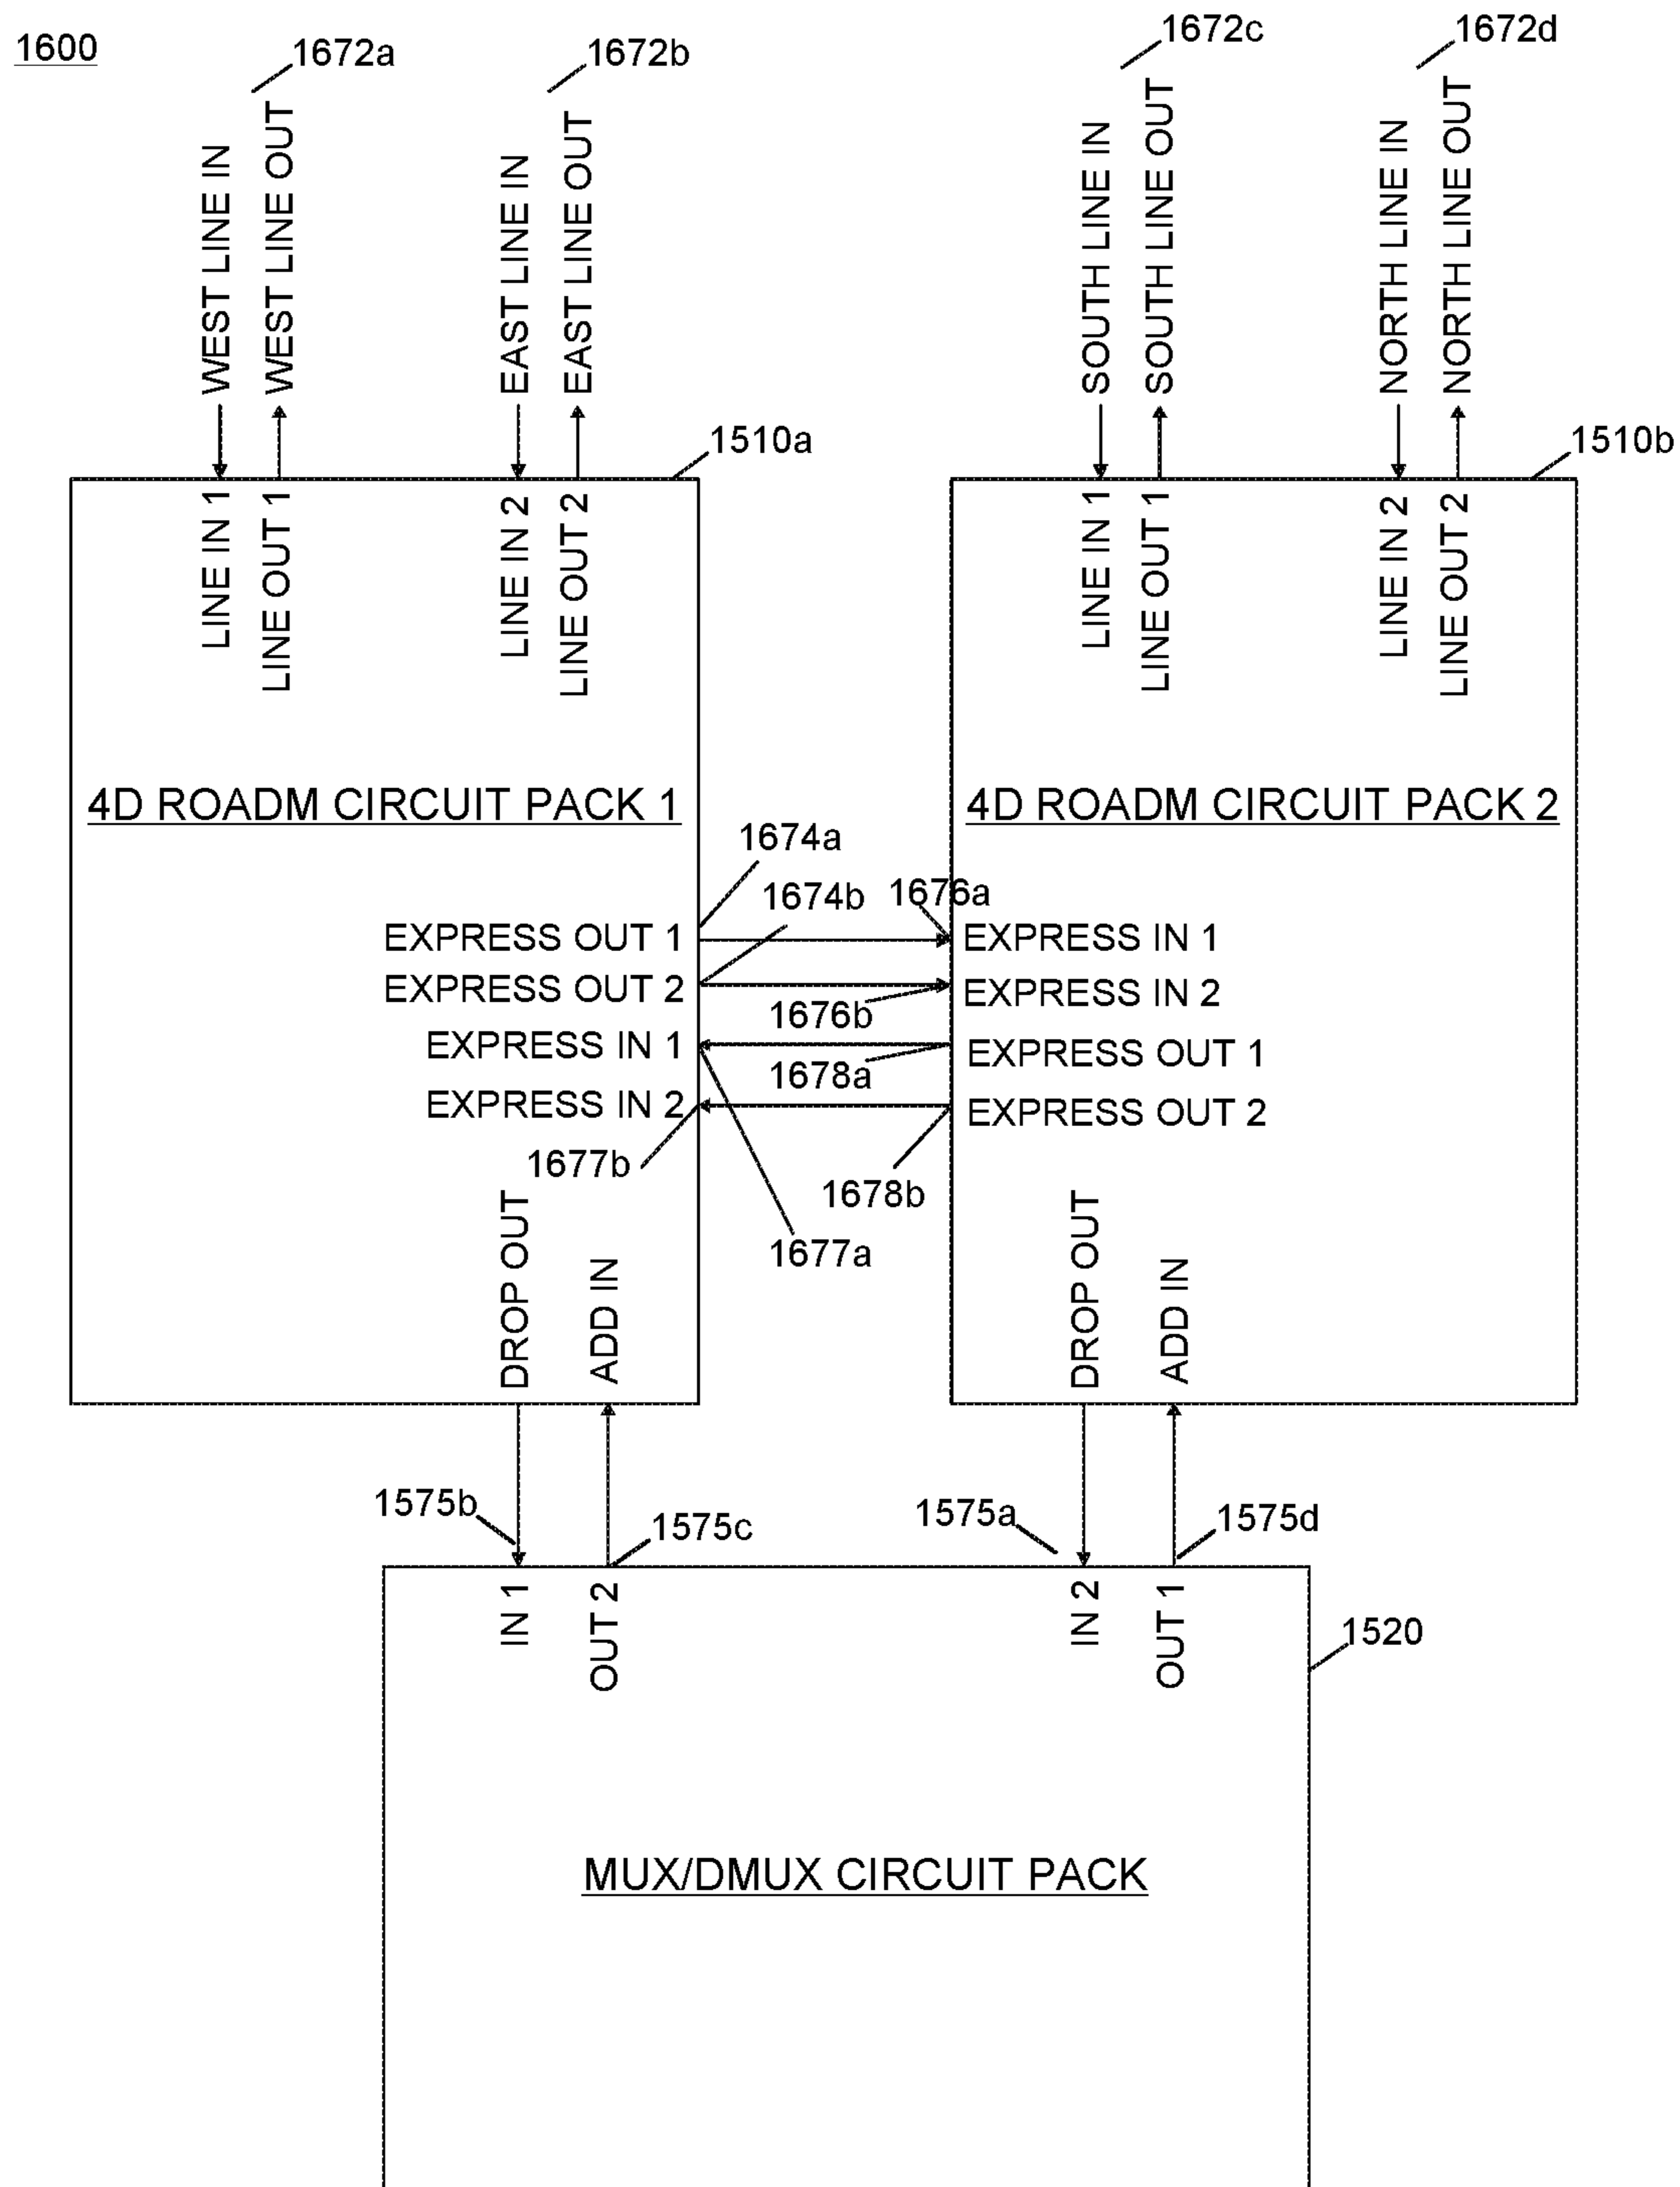 1600
1672a
1672b
1672c
1672d
WEST LINE IN
WEST LINE OUT
EAST LINE IN
EAST LINE OUT
SOUTH LINE IN
SOUTH LINE OUT
NORTH LINE IN
NORTH LINE OUT
1510a
1510b
LINE IN 1
LINE OUT 1
LINE IN 2
LINE OUT 2
LINE IN 1
LINE OUT 1
LINE IN 2
LINE OUT 2
4D ROADM CIRCUIT PACK 1
4D ROADM CIRCUIT PACK 2
1674a
1674b
1676a
EXPRESS OUT 1
EXPRESS IN 1
EXPRESS OUT 2
EXPRESS IN 2
1676b
EXPRESS IN 1
EXPRESS OUT 1
1678a
EXPRESS IN 2
EXPRESS OUT 2
1677b
1678b
1677a
DROP OUT
ADD IN
DROP OUT
ADD IN
1575b
1575c
1575a
1575d
IN 1
OUT 2
IN 2
OUT 1
1520
MUX/DMUX CIRCUIT PACK